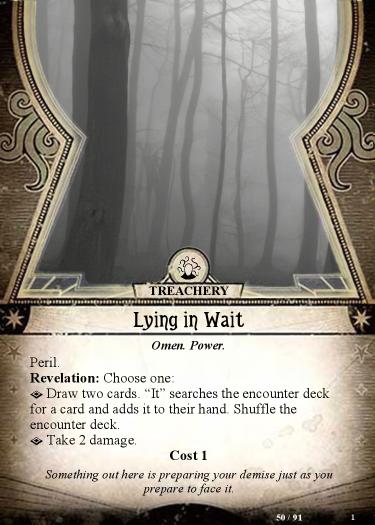 TREACHERY
Lying in Wait
Omen. Power.
Peril.
Revelation: Choose one:
Draw two cards. “It” searches the encounter deck
for a card and adds it to their hand. Shuffle the
encounter deck.
Take 2 damage.
Cost 1
Something out here is preparing your demise just as you
prepare to face it.
50 / 91 1